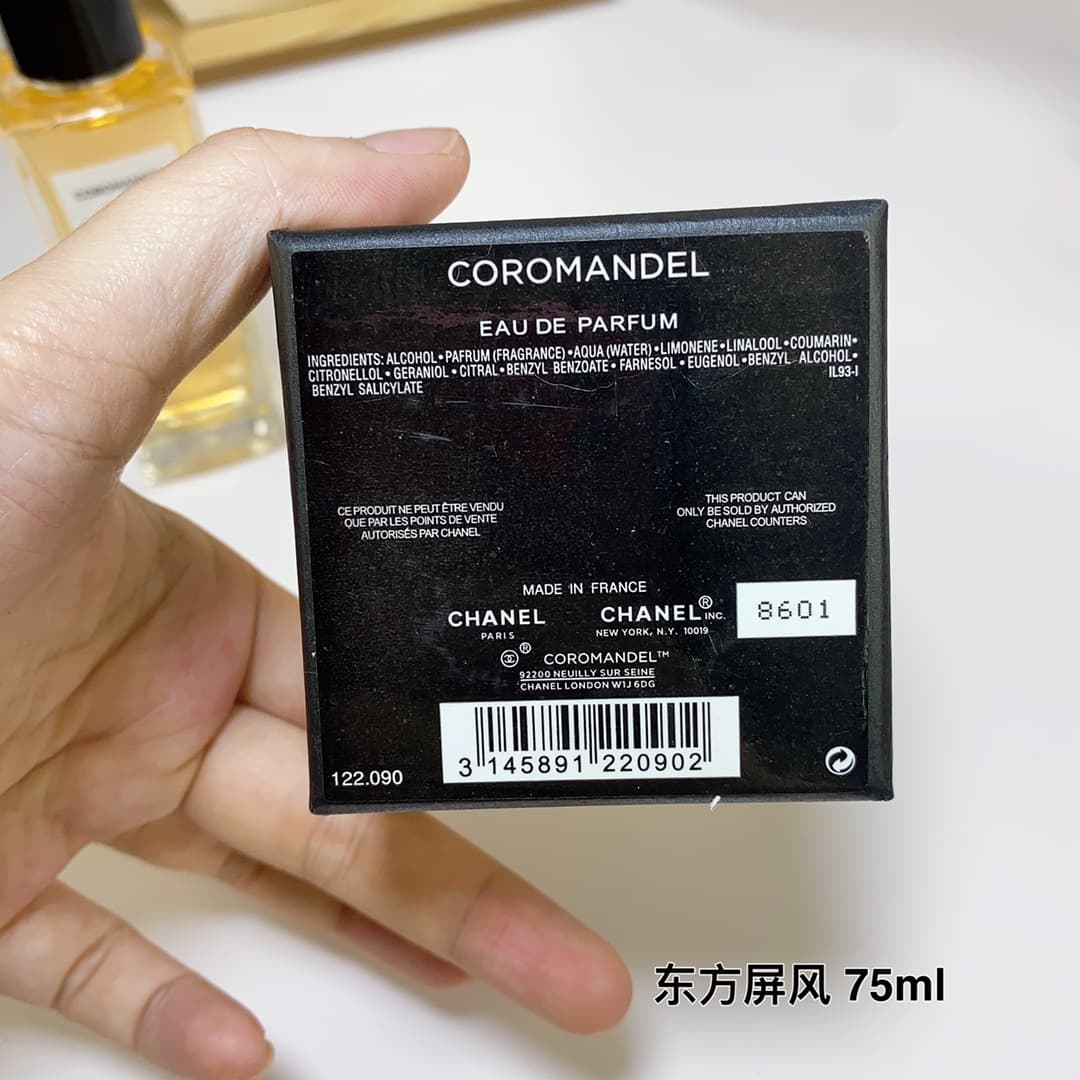 COROMANDEL
COROMANDEL
EAU DE PARFUM
INGREDIENTS: ALCOHOL•PAFRUM (FRAGRANCE)•AQUA (WATER)•LIMONENE•LINALOOL•COUMARIN•
CITRONELLOL•GERANIOL•CITRAL•BENZYL BENZOATE•FARNESOL•EUGENOL•BENZYL ALCOHOL•
BENZYL SALICYLATE
IL93-I
CE PRODUIT NE PEUT ÊTRE VENDU
QUE PAR LES POINTS DE VENTE
AUTORISÉS PAR CHANEL
THIS PRODUCT CAN
ONLY BE SOLD BY AUTHORIZED
CHANEL COUNTERS
MADE IN FRANCE
CHANEL
PARIS
CHANEL® INC.
NEW YORK, N.Y. 10019
8601
® COROMANDEL™
92200 NEUILLY SUR SEINE
CHANEL LONDON W1J 6DG
3 145891 220902
122.090
东方屏风 75ml